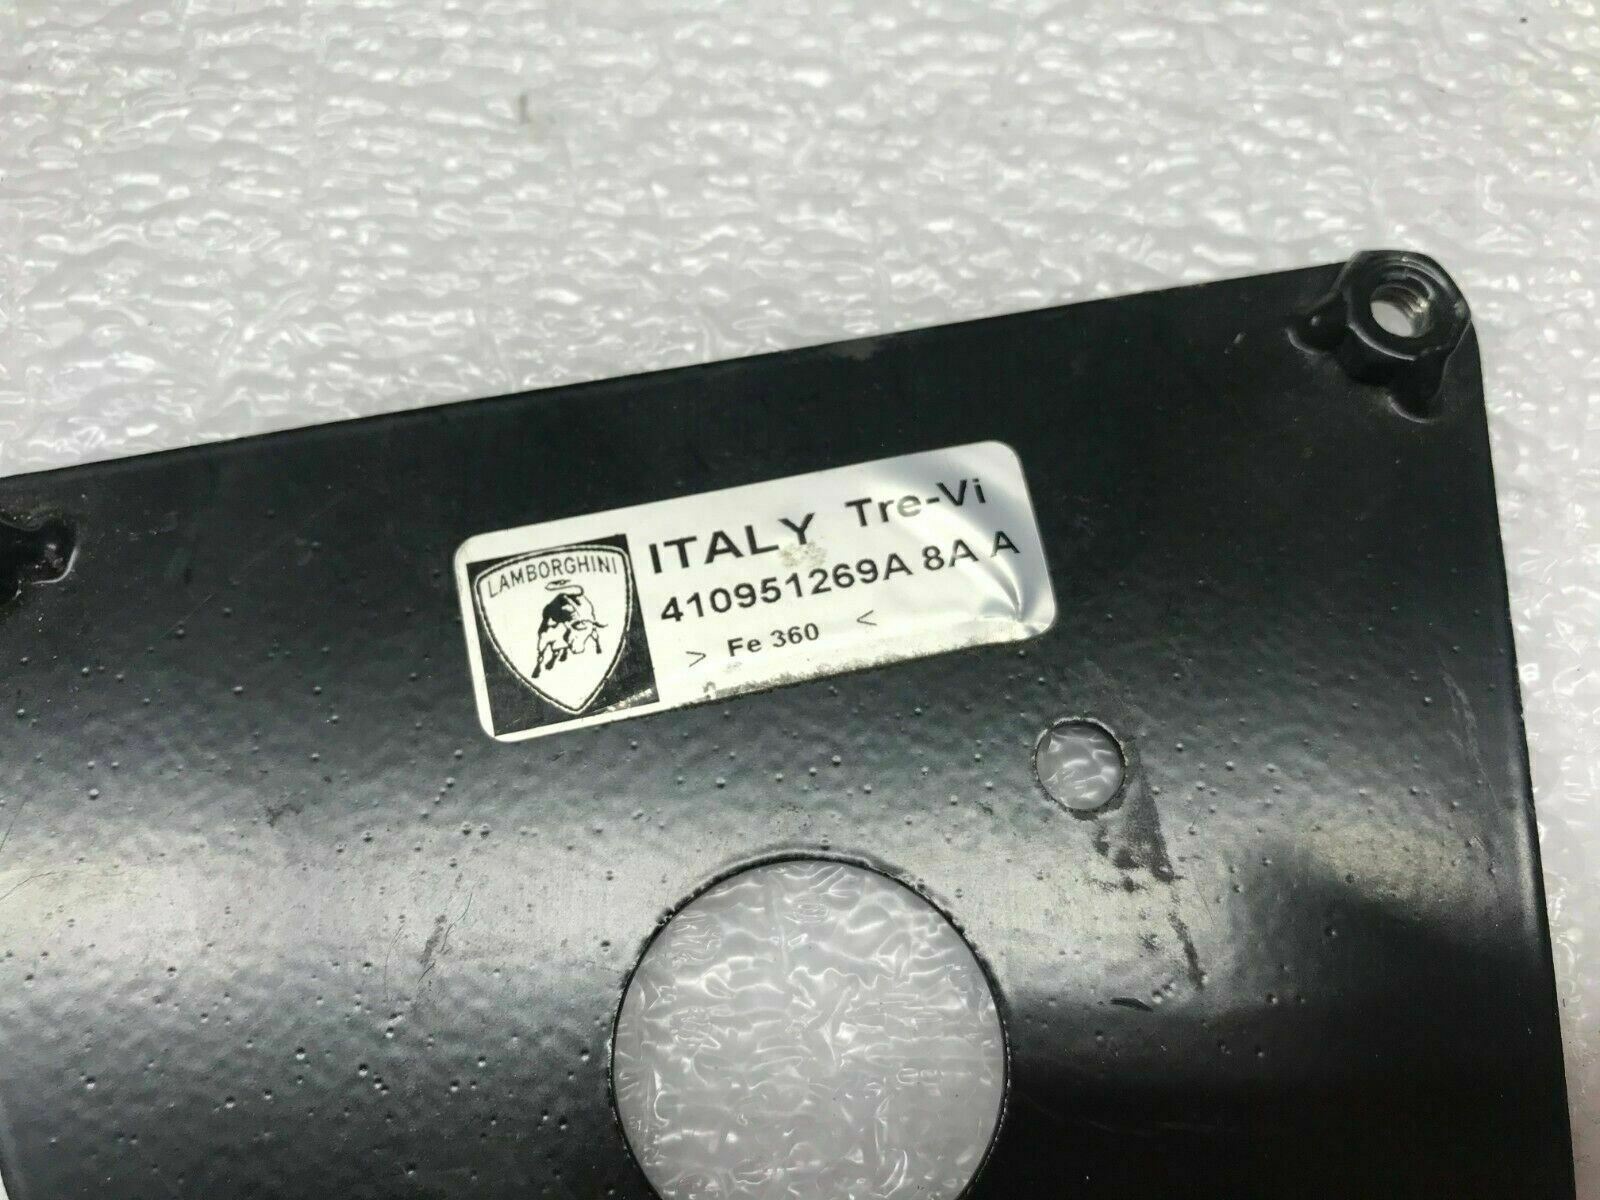 LAMBORGHINI
ITALY Tre-Vi
410951269A 8A A
> Fe 360 <